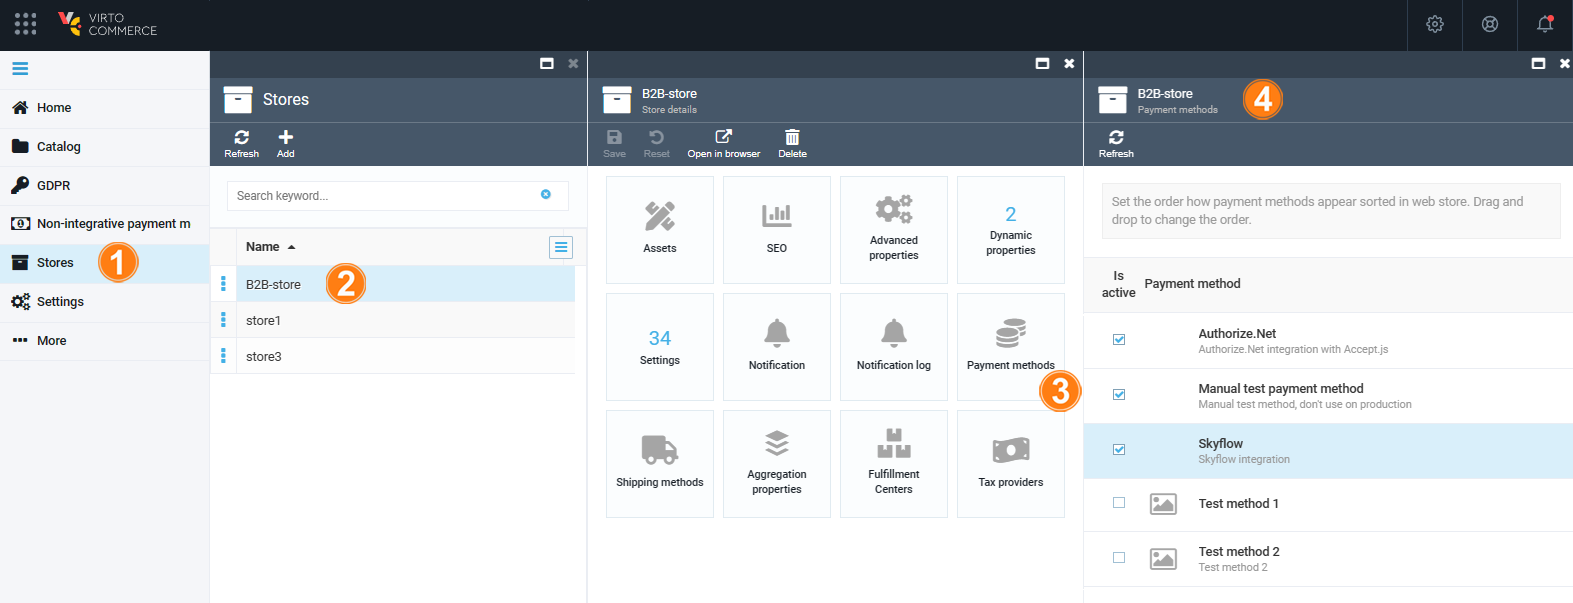 VIRTO
COMMERCE
Home
Catalog
GDPR
Non-integrative payment m
Stores
1
Settings
More
Stores
Refresh
Add
Search keyword...
Name
B2B-store
2
store1
store3
B2B-store
Store details
Save
Reset
Open in browser
Delete
Assets
SEO
Advanced
properties
2
Dynamic
properties
34
Settings
Notification
Notification log
Payment methods
3
Shipping methods
Aggregation
properties
Fulfillment
Centers
Tax providers
B2B-store
Payment methods
4
Refresh
Set the order how payment methods appear sorted in web store. Drag and
drop to change the order.
Is
active
Payment method
Authorize.Net
Authorize.Net integration with Accept.js
Manual test payment method
Manual test method, don't use on production
Skyflow
Skyflow integration
Test method 1
Test method 2
Test method 2